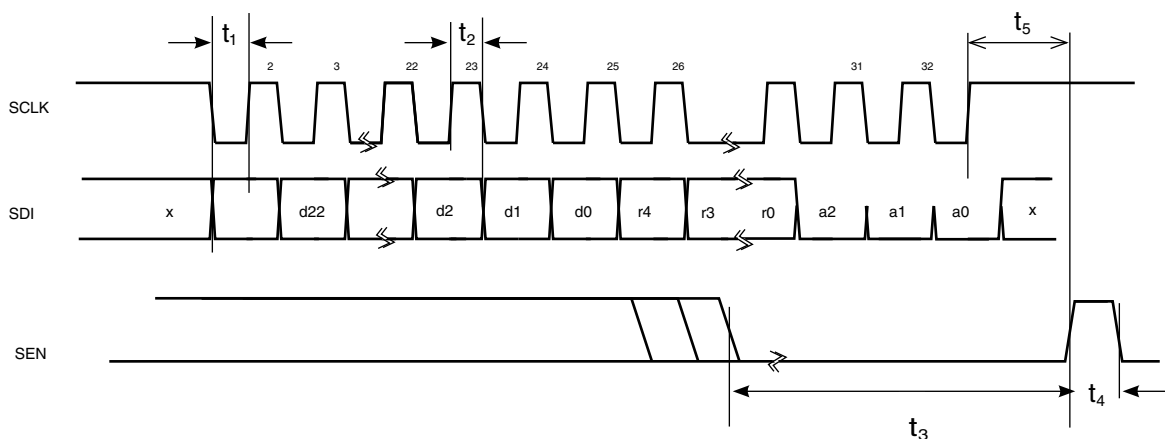 t1 t2 t5
2 3 22 23 24 25 26 31 32
SCLK
SDI x d22 d2 d1 d0 r4 r3 r0 a2 a1 a0 x
SEN
t4
t3